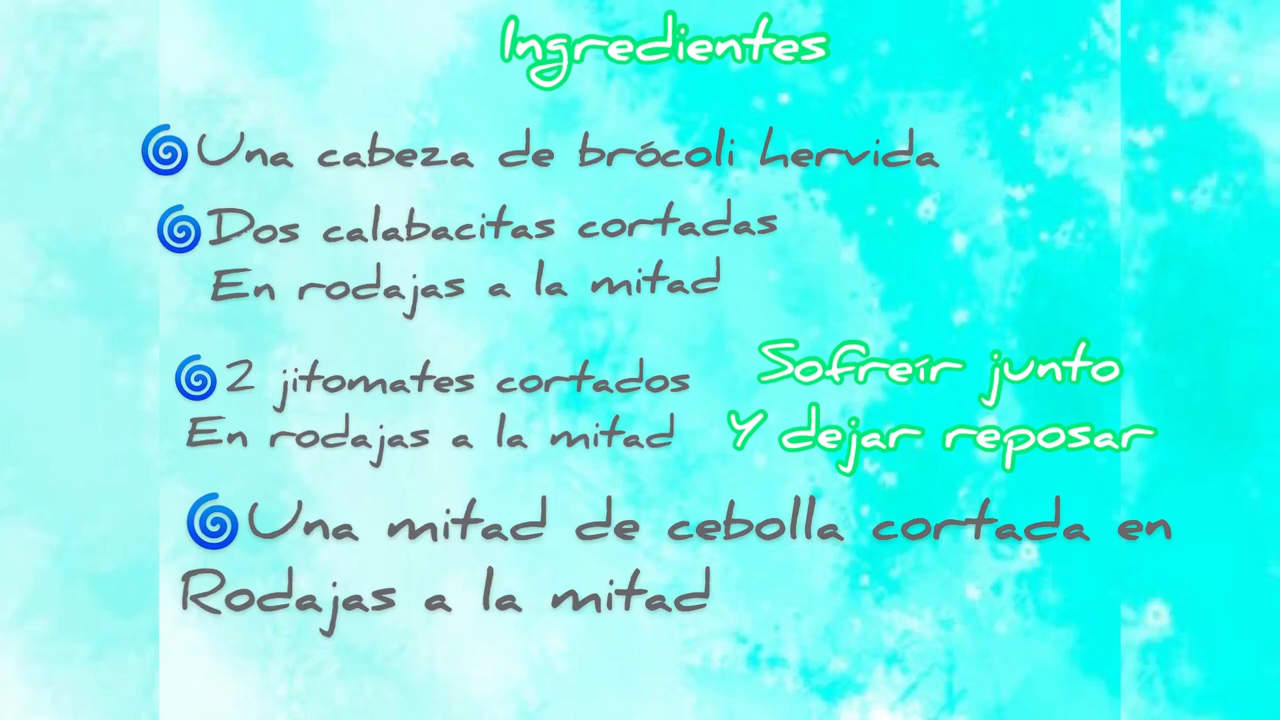 Ingredientes
🌀Una cabeza de brócoli hervida
🌀Dos calabacitas cortadas
En rodajas a la mitad
🌀2 jitomates cortados
En rodajas a la mitad
Sofreír junto
Y dejar reposar
🌀Una mitad de cebolla cortada en
Rodajas a la mitad